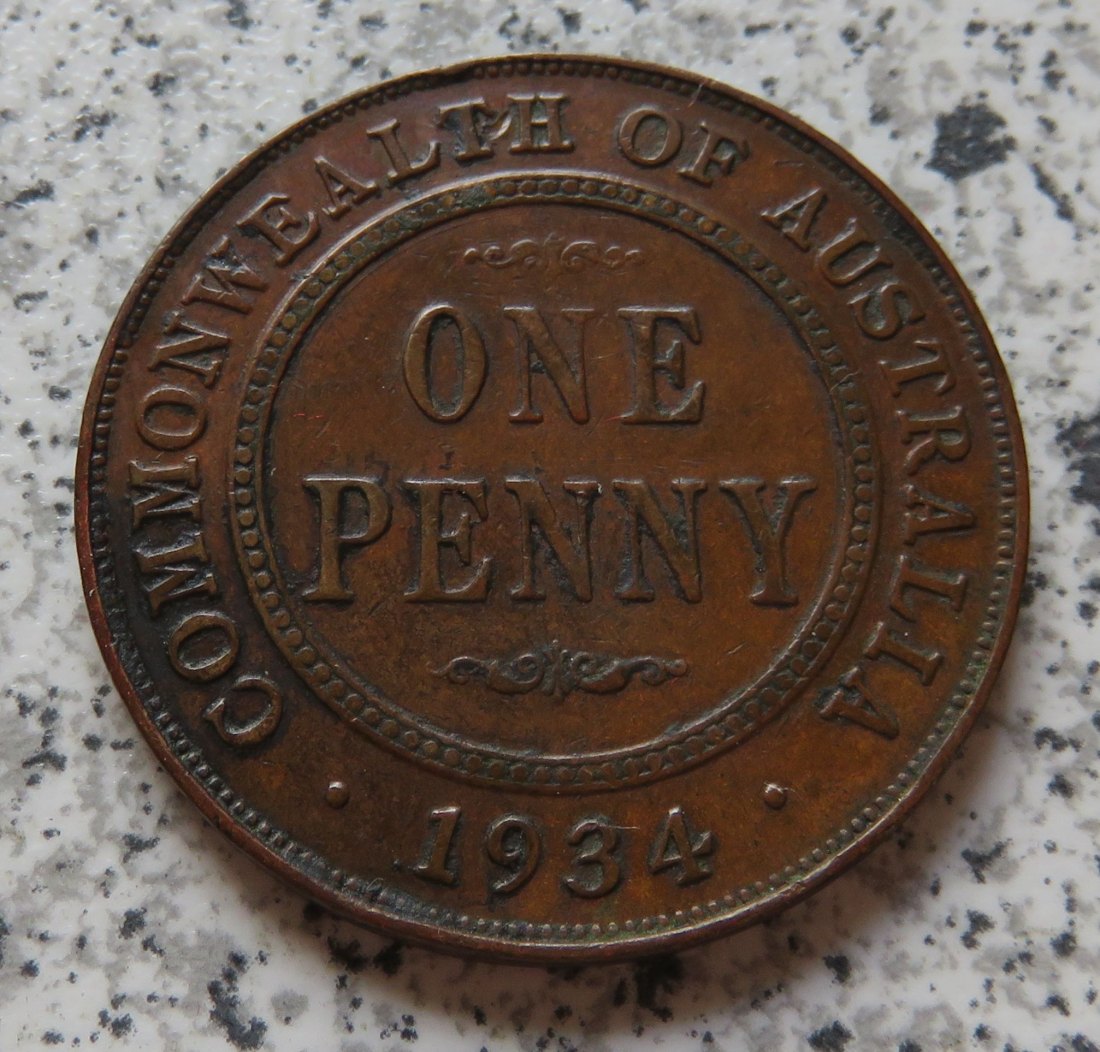 COMMONWEALTH OF AUSTRALIA
ONE
PENNY
· 1934 ·